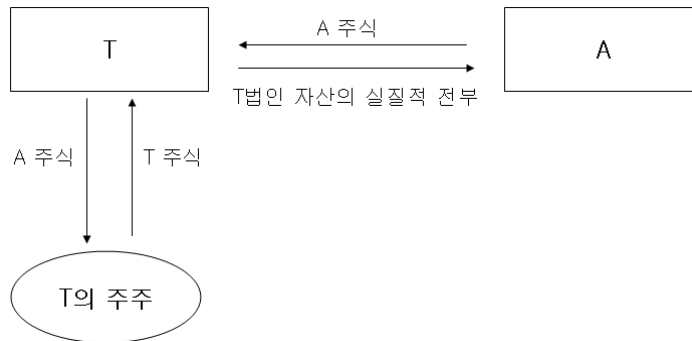 T
A 주식
A
T법인 자산의 실질적 전부
A 주식
T 주식
T의 주주